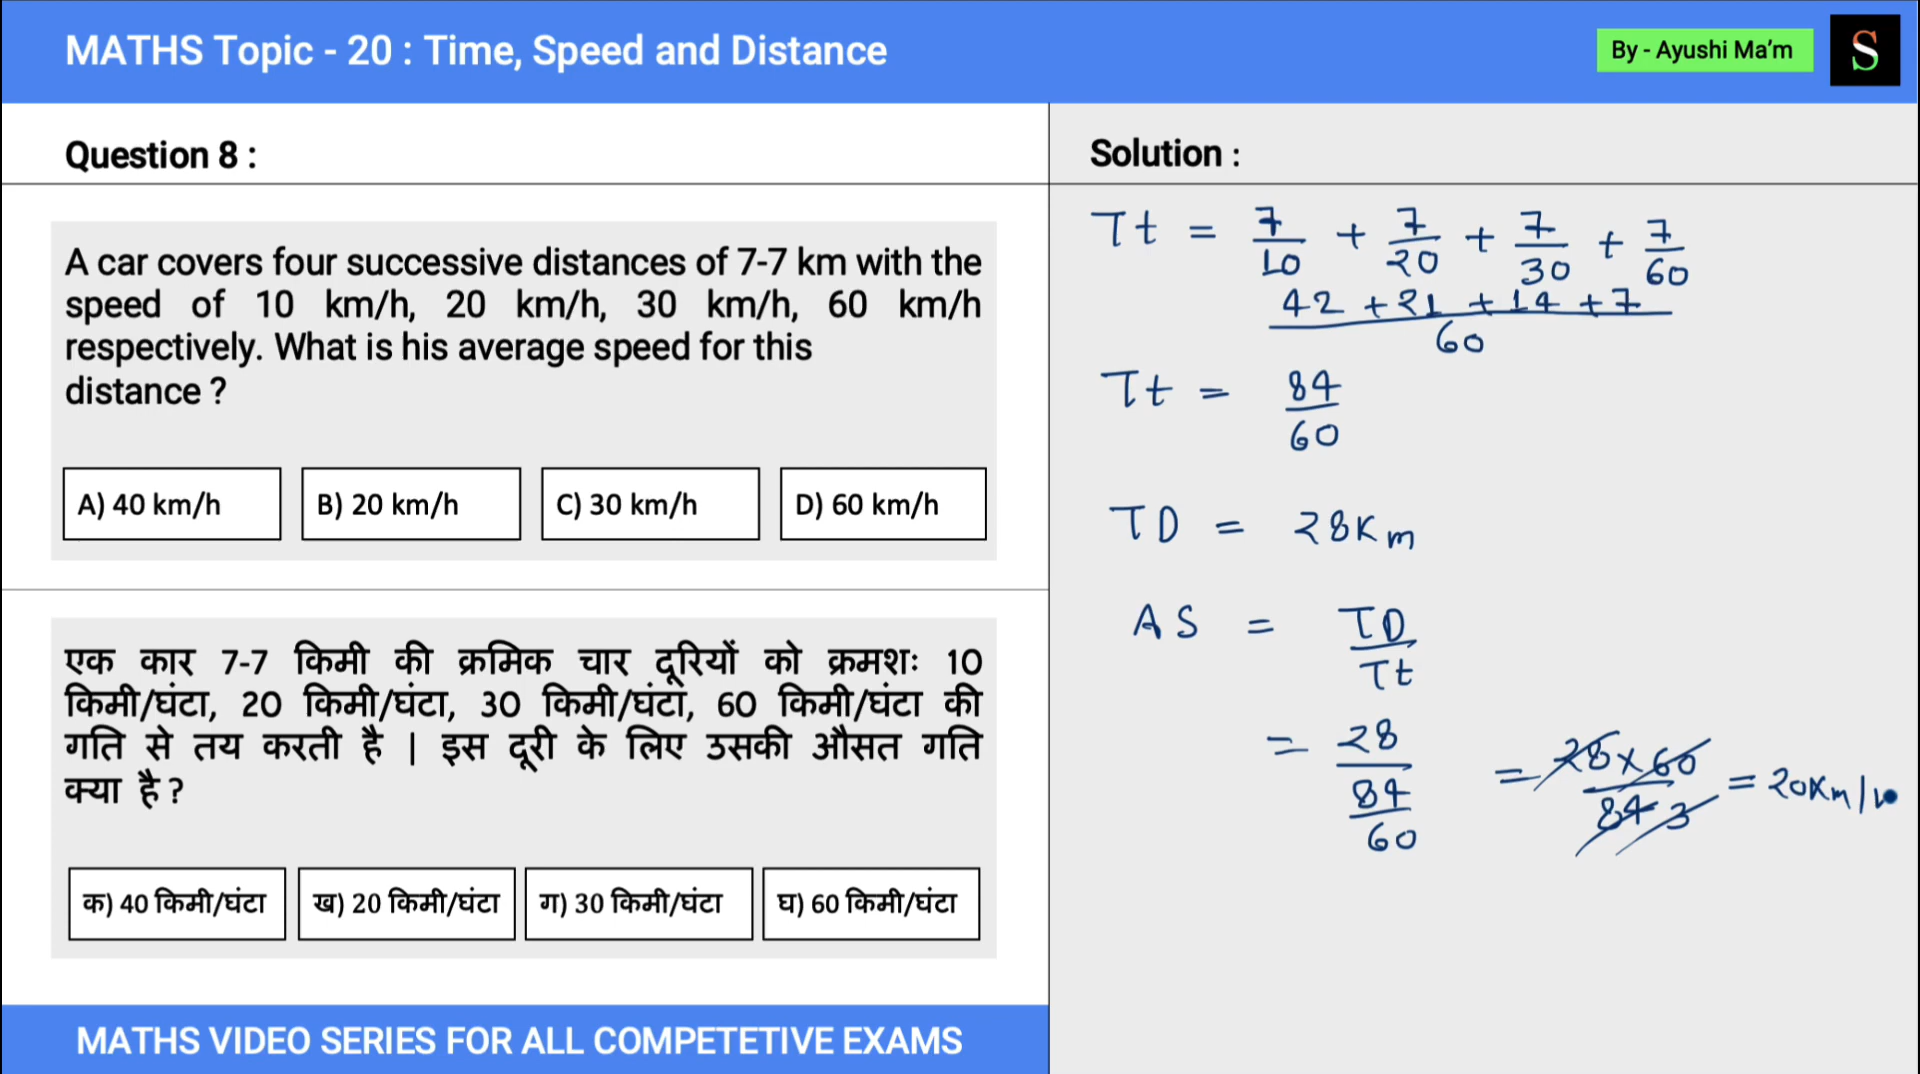 MATHS Topic - 20 : Time, Speed and Distance
By - Ayushi Ma'm
S
Question 8 :
A car covers four successive distances of 7-7 km with the
speed of 10 km/h, 20 km/h, 30 km/h, 60 km/h
respectively. What is his average speed for this
distance ?
A) 40 km/h
B) 20 km/h
C) 30 km/h
D) 60 km/h
एक कार 7-7 किमी की क्रमिक चार दूरियों को क्रमशः 10
किमी/घंटा, 20 किमी/घंटा, 30 किमी/घंटा, 60 किमी/घंटा की
गति से तय करती है | इस दूरी के लिए उसकी औसत गति
क्या है ?
क) 40 किमी/घंटा
ख) 20 किमी/घंटा
ग) 30 किमी/घंटा
घ) 60 किमी/घंटा
MATHS VIDEO SERIES FOR ALL COMPETETIVE EXAMS
Solution :
Tt = 7/10 + 7/20 + 7/30 + 7/60
42 + 21 + 14 + 7
60
Tt = 84/60
TD = 28Km
AS = TD/Tt
= 28/(84/60) = 28x60/84 3 = 20Km/